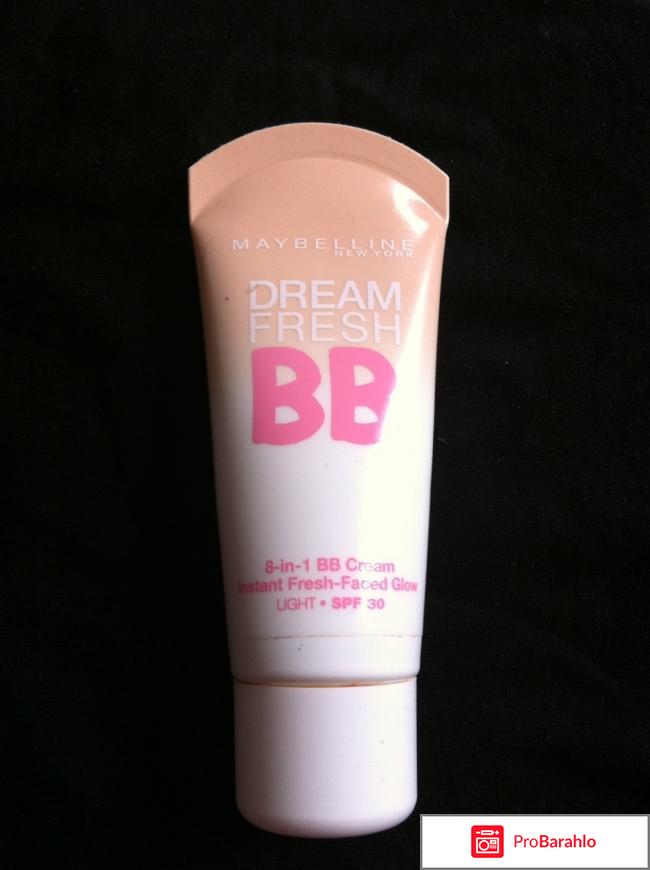 MAYBELLINE
NEW YORK
DREAM
FRESH
BB
8-in-1 BB Cream
Instant Fresh-Faced Glow
LIGHT • SPF 30
ProBarahlo